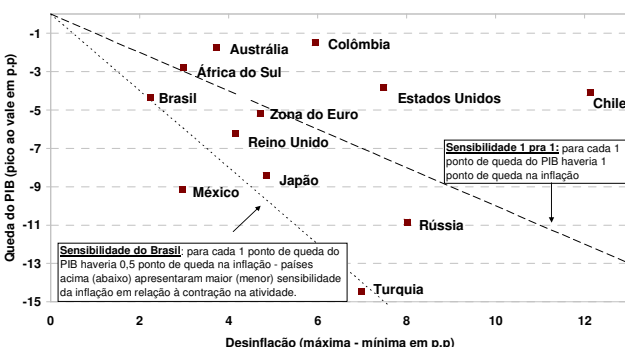 Queda do PIB (pico ao vale em p.p)
-1
-3
-5
-7
-9
-11
-13
-15
Austrália
Colômbia
África do Sul
Brasil
Estados Unidos
Chile
Zona do Euro
Reino Unido
Sensibilidade 1 pra 1: para cada 1
ponto de queda do PIB haveria 1
ponto de queda na inflação
Japão
México
Rússia
Sensibilidade do Brasil: para cada 1 ponto de queda do
PIB haveria 0,5 ponto de queda na inflação - países
acima (abaixo) apresentaram maior (menor) sensibilidade
da inflação em relação à contração na atividade.
Turquia
0
2
4
6
8
10
12
Desinflação (máxima - mínima em p.p)